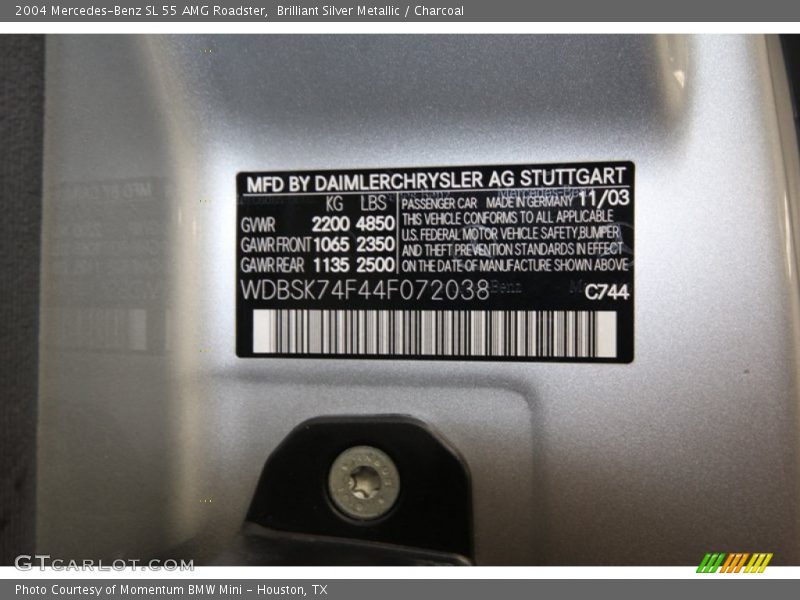 2004 Mercedes-Benz SL 55 AMG Roadster,  Brilliant Silver Metallic / Charcoal
MFD BY DAIMLERCHRYSLER AG STUTTGART
KG LBS
GVWR 2200 4850
GAWR FRONT 1065 2350
GAWR REAR 1135 2500
PASSENGER CAR MADE IN GERMANY 11/03
THIS VEHICLE CONFORMS TO ALL APPLICABLE
U.S. FEDERAL MOTOR VEHICLE SAFETY,BUMPER
AND THEFT PREVENTION STANDARDS IN EFFECT
ON THE DATE OF MANUFACTURE SHOWN ABOVE
WDBSK74F44F072038 C744
GTCARLOT.COM
Photo Courtesy of Momentum BMW Mini - Houston, TX